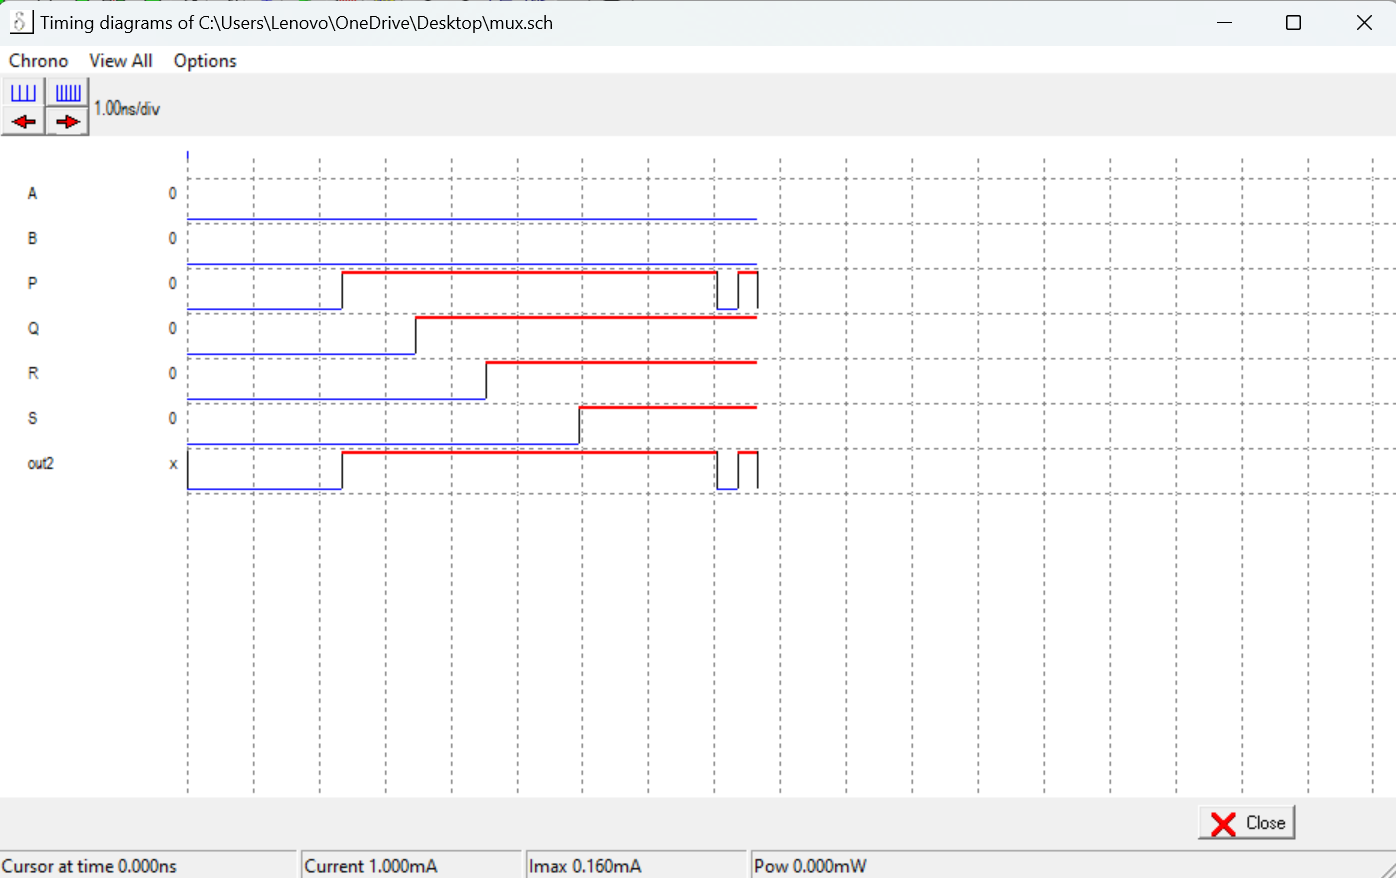 Timing diagrams of C:\Users\Lenovo\OneDrive\Desktop\mux.sch
Chrono View All Options
1.00ns/div
A 0
B 0
P 0
Q 0
R 0
S 0
out2 x
Close
Cursor at time 0.000ns Current 1.000mA Imax 0.160mA Pow 0.000mW